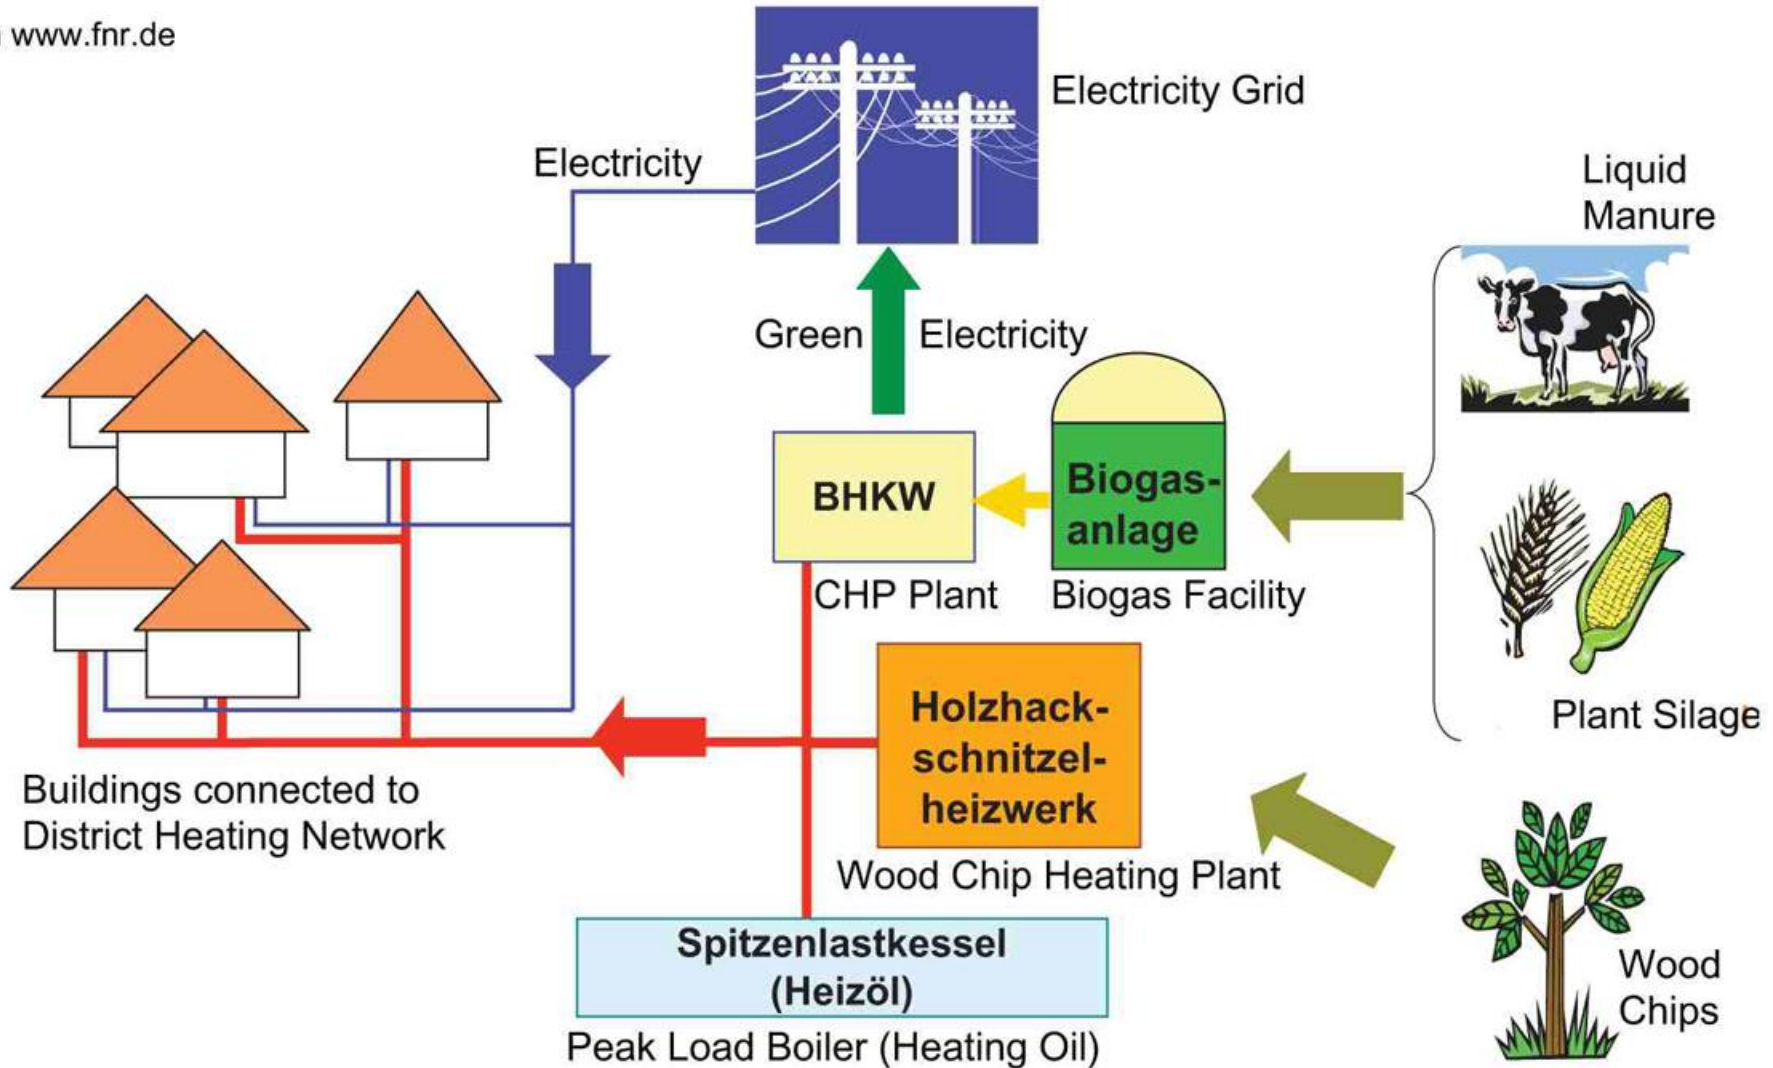 www.fnr.de
Electricity Grid
Electricity
Liquid
Manure
Green Electricity
BHKW
Biogas-
anlage
CHP Plant
Biogas Facility
Plant Silage
Holzhack-
schnitzel-
heizwerk
Buildings connected to
District Heating Network
Wood Chip Heating Plant
Spitzenlastkessel
(Heizöl)
Wood
Chips
Peak Load Boiler (Heating Oil)